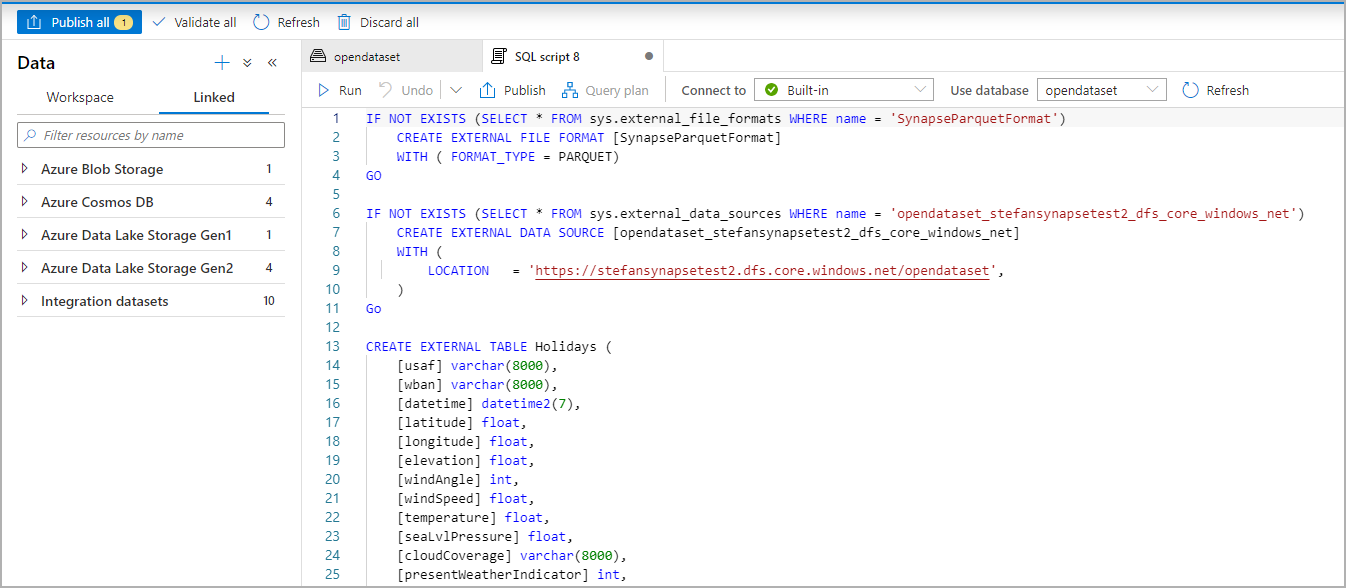 Publish all 1 Validate all Refresh Discard all
Data
Workspace Linked
Filter resources by name
Azure Blob Storage 1
Azure Cosmos DB 4
Azure Data Lake Storage Gen1 1
Azure Data Lake Storage Gen2 4
Integration datasets 10
opendataset SQL script 8
Run Undo Publish Query plan Connect to Built-in Use database opendataset Refresh
1 IF NOT EXISTS (SELECT * FROM sys.external_file_formats WHERE name = 'SynapseParquetFormat')
2 CREATE EXTERNAL FILE FORMAT [SynapseParquetFormat]
3 WITH ( FORMAT_TYPE = PARQUET)
4 GO
5
6 IF NOT EXISTS (SELECT * FROM sys.external_data_sources WHERE name = 'opendataset_stefansynapsetest2_dfs_core_windows_net')
7 CREATE EXTERNAL DATA SOURCE [opendataset_stefansynapsetest2_dfs_core_windows_net]
8 WITH (
9 LOCATION = 'https://stefansynapsetest2.dfs.core.windows.net/opendataset',
10 )
11 Go
12
13 CREATE EXTERNAL TABLE Holidays (
14 [usaf] varchar(8000),
15 [wban] varchar(8000),
16 [datetime] datetime2(7),
17 [latitude] float,
18 [longitude] float,
19 [elevation] float,
20 [windAngle] int,
21 [windSpeed] float,
22 [temperature] float,
23 [seaLvlPressure] float,
24 [cloudCoverage] varchar(8000),
25 [presentWeatherIndicator] int,